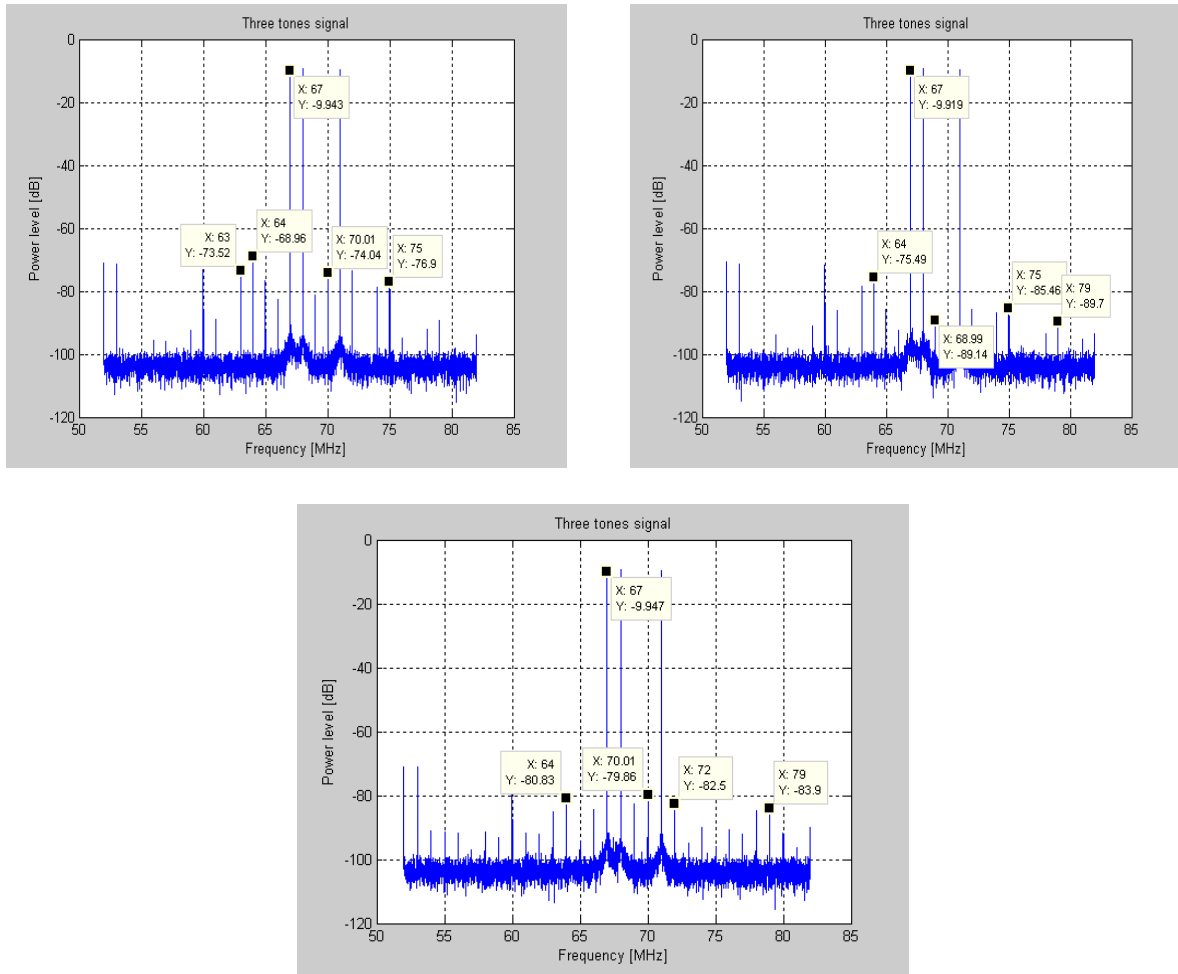 Three tones signal
0
-20
-40
-60
-80
-100
-120
Power level [dB]
X: 67
Y: -9.943
X: 63
Y: -73.52
X: 64
Y: -68.96
X: 70.01
Y: -74.04
X: 75
Y: -76.9
50 55 60 65 70 75 80 85
Frequency [MHz]
Three tones signal
0
-20
-40
-60
-80
-100
-120
Power level [dB]
X: 67
Y: -9.919
X: 64
Y: -75.49
X: 75
Y: -85.46
X: 79
Y: -89.7
X: 68.99
Y: -89.14
50 55 60 65 70 75 80 85
Frequency [MHz]
Three tones signal
0
-20
-40
-60
-80
-100
-120
Power level [dB]
X: 67
Y: -9.947
X: 64
Y: -80.83
X: 70.01
Y: -79.86
X: 72
Y: -82.5
X: 79
Y: -83.9
50 55 60 65 70 75 80 85
Frequency [MHz]